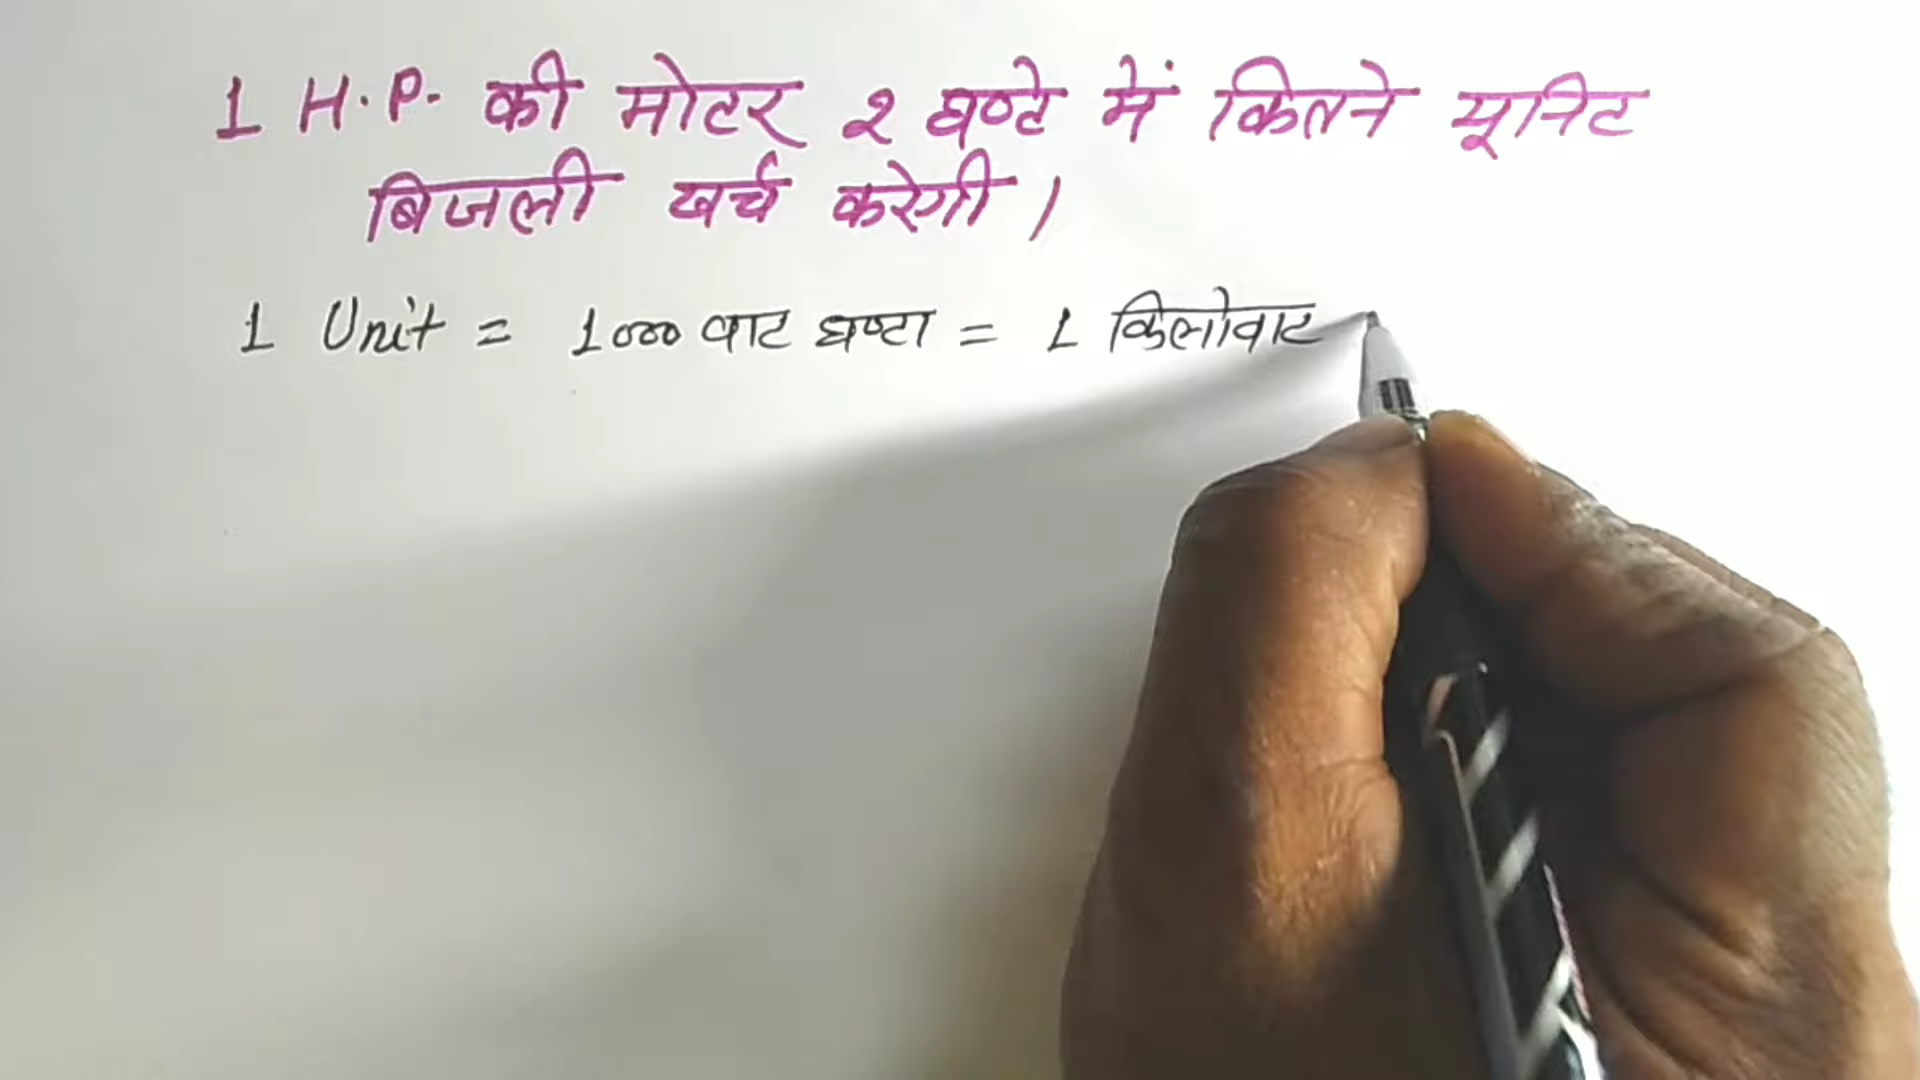 1 H.P. की मोटर 2 घण्टे में कितने यूनिट
बिजली खर्च करेगी।
1 Unit = 1000 वाट घण्टा = 1 किलोवाट